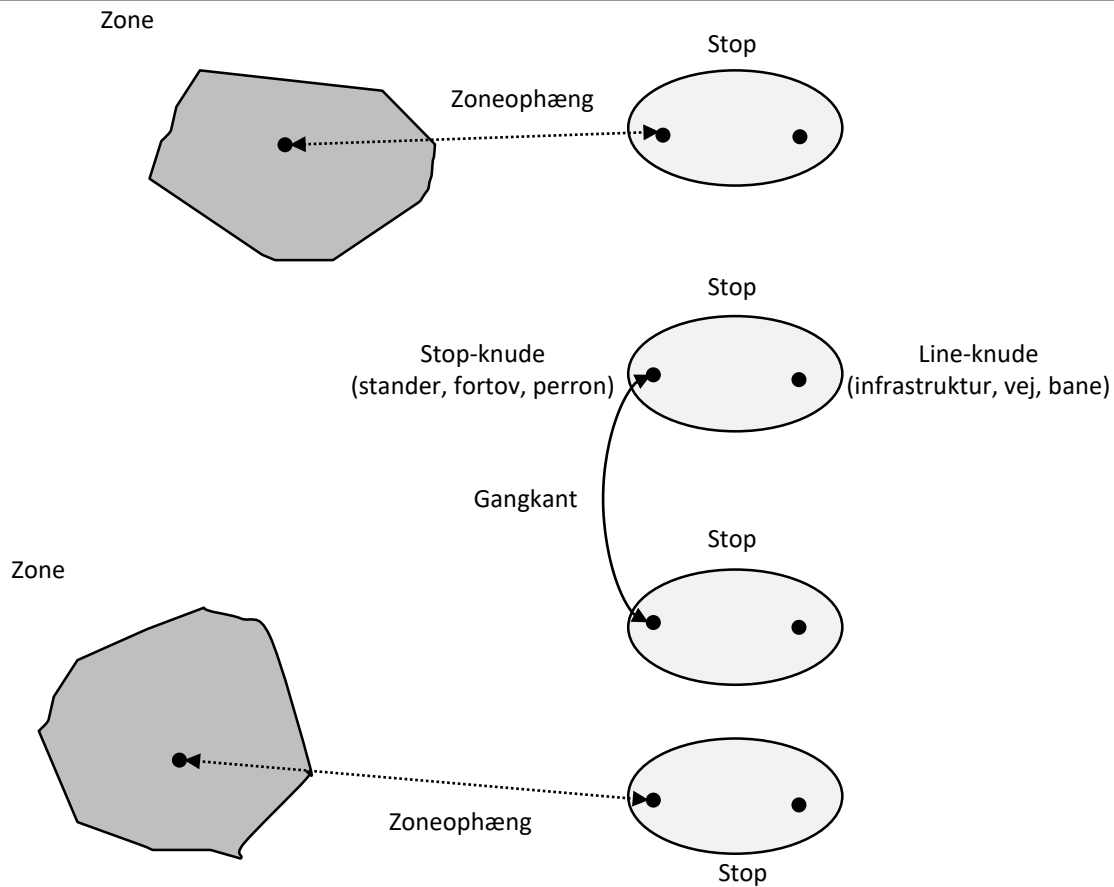 Zone
Stop
Zoneophæng
Stop
Stop-knude
(stander, fortov, perron)
Line-knude
(infrastruktur, vej, bane)
Gangkant
Stop
Zone
Zoneophæng
Stop